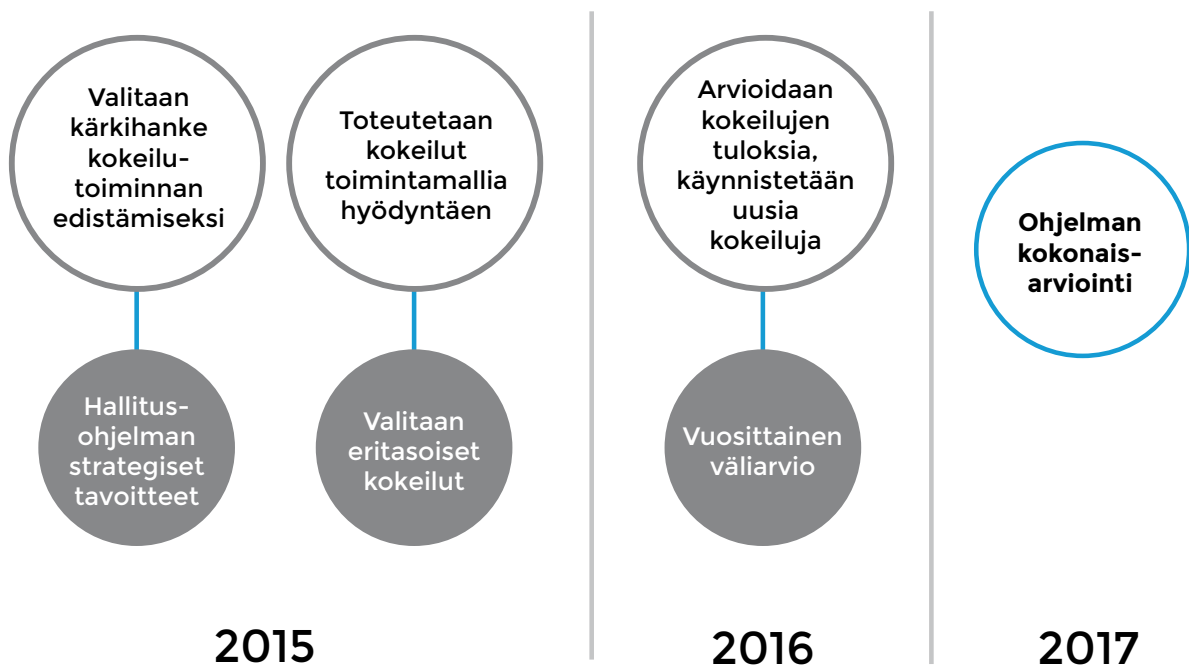 Valitaan
kärkihanke
kokeilu-
toiminnan
edistämiseksi
Hallitus-
ohjelman
strategiset
tavoitteet
Toteutetaan
kokeilut
toimintamallia
hyödyntäen
Valitaan
eritasoiset
kokeilut
2015
Arvioidaan
kokeilujen
tuloksia,
käynnistetään
uusia
kokeiluja
Vuosittainen
väliarvio
2016
Ohjelman
kokonais-
arviointi
2017